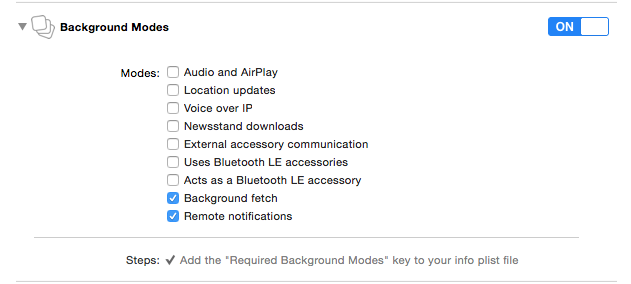 Background Modes
ON
Modes: Audio and AirPlay
Location updates
Voice over IP
Newsstand downloads
External accessory communication
Uses Bluetooth LE accessories
Acts as a Bluetooth LE accessory
Background fetch
Remote notifications
Steps: ✔ Add the "Required Background Modes" key to your info plist file